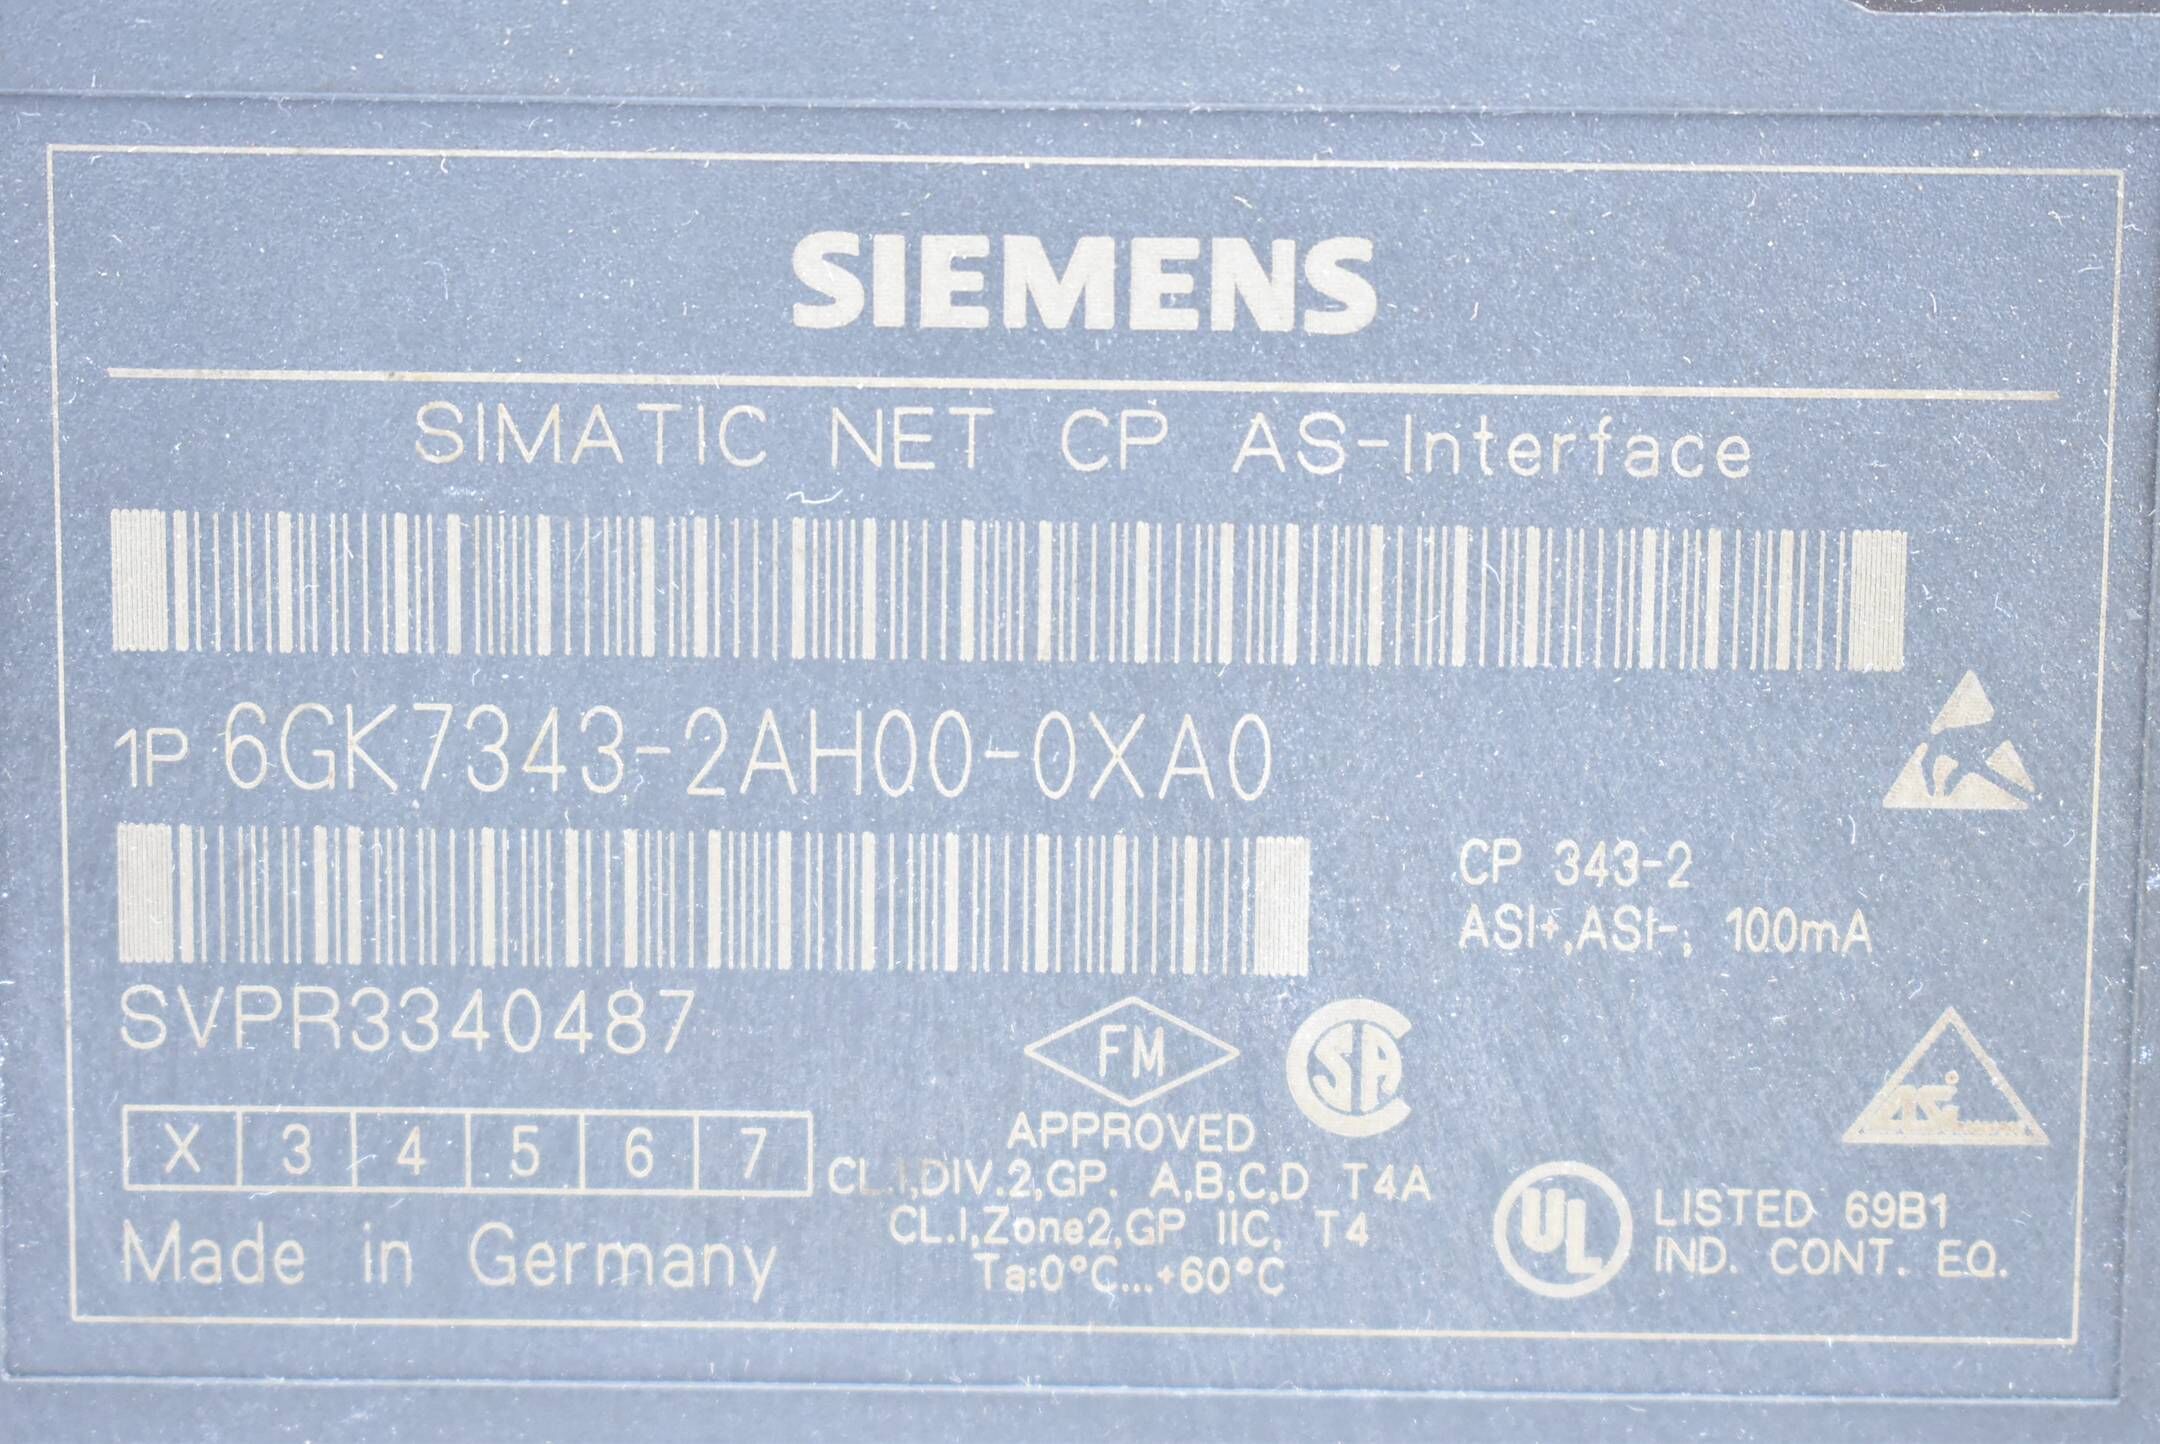 SIEMENS
SIMATIC NET CP AS-Interface
1P 6GK7343-2AH00-0XA0
CP 343-2
ASI+,ASI-, 100mA
SVPR3340487
FM
APPROVED
CL.I,DIV.2,GP. A,B,C,D T4A
CL.I,Zone2,GP IIC, T4
Ta:0°C...+60°C
SA
X 3 4 5 6 7
Made in Germany
UL
LISTED 69B1
IND. CONT. EQ.